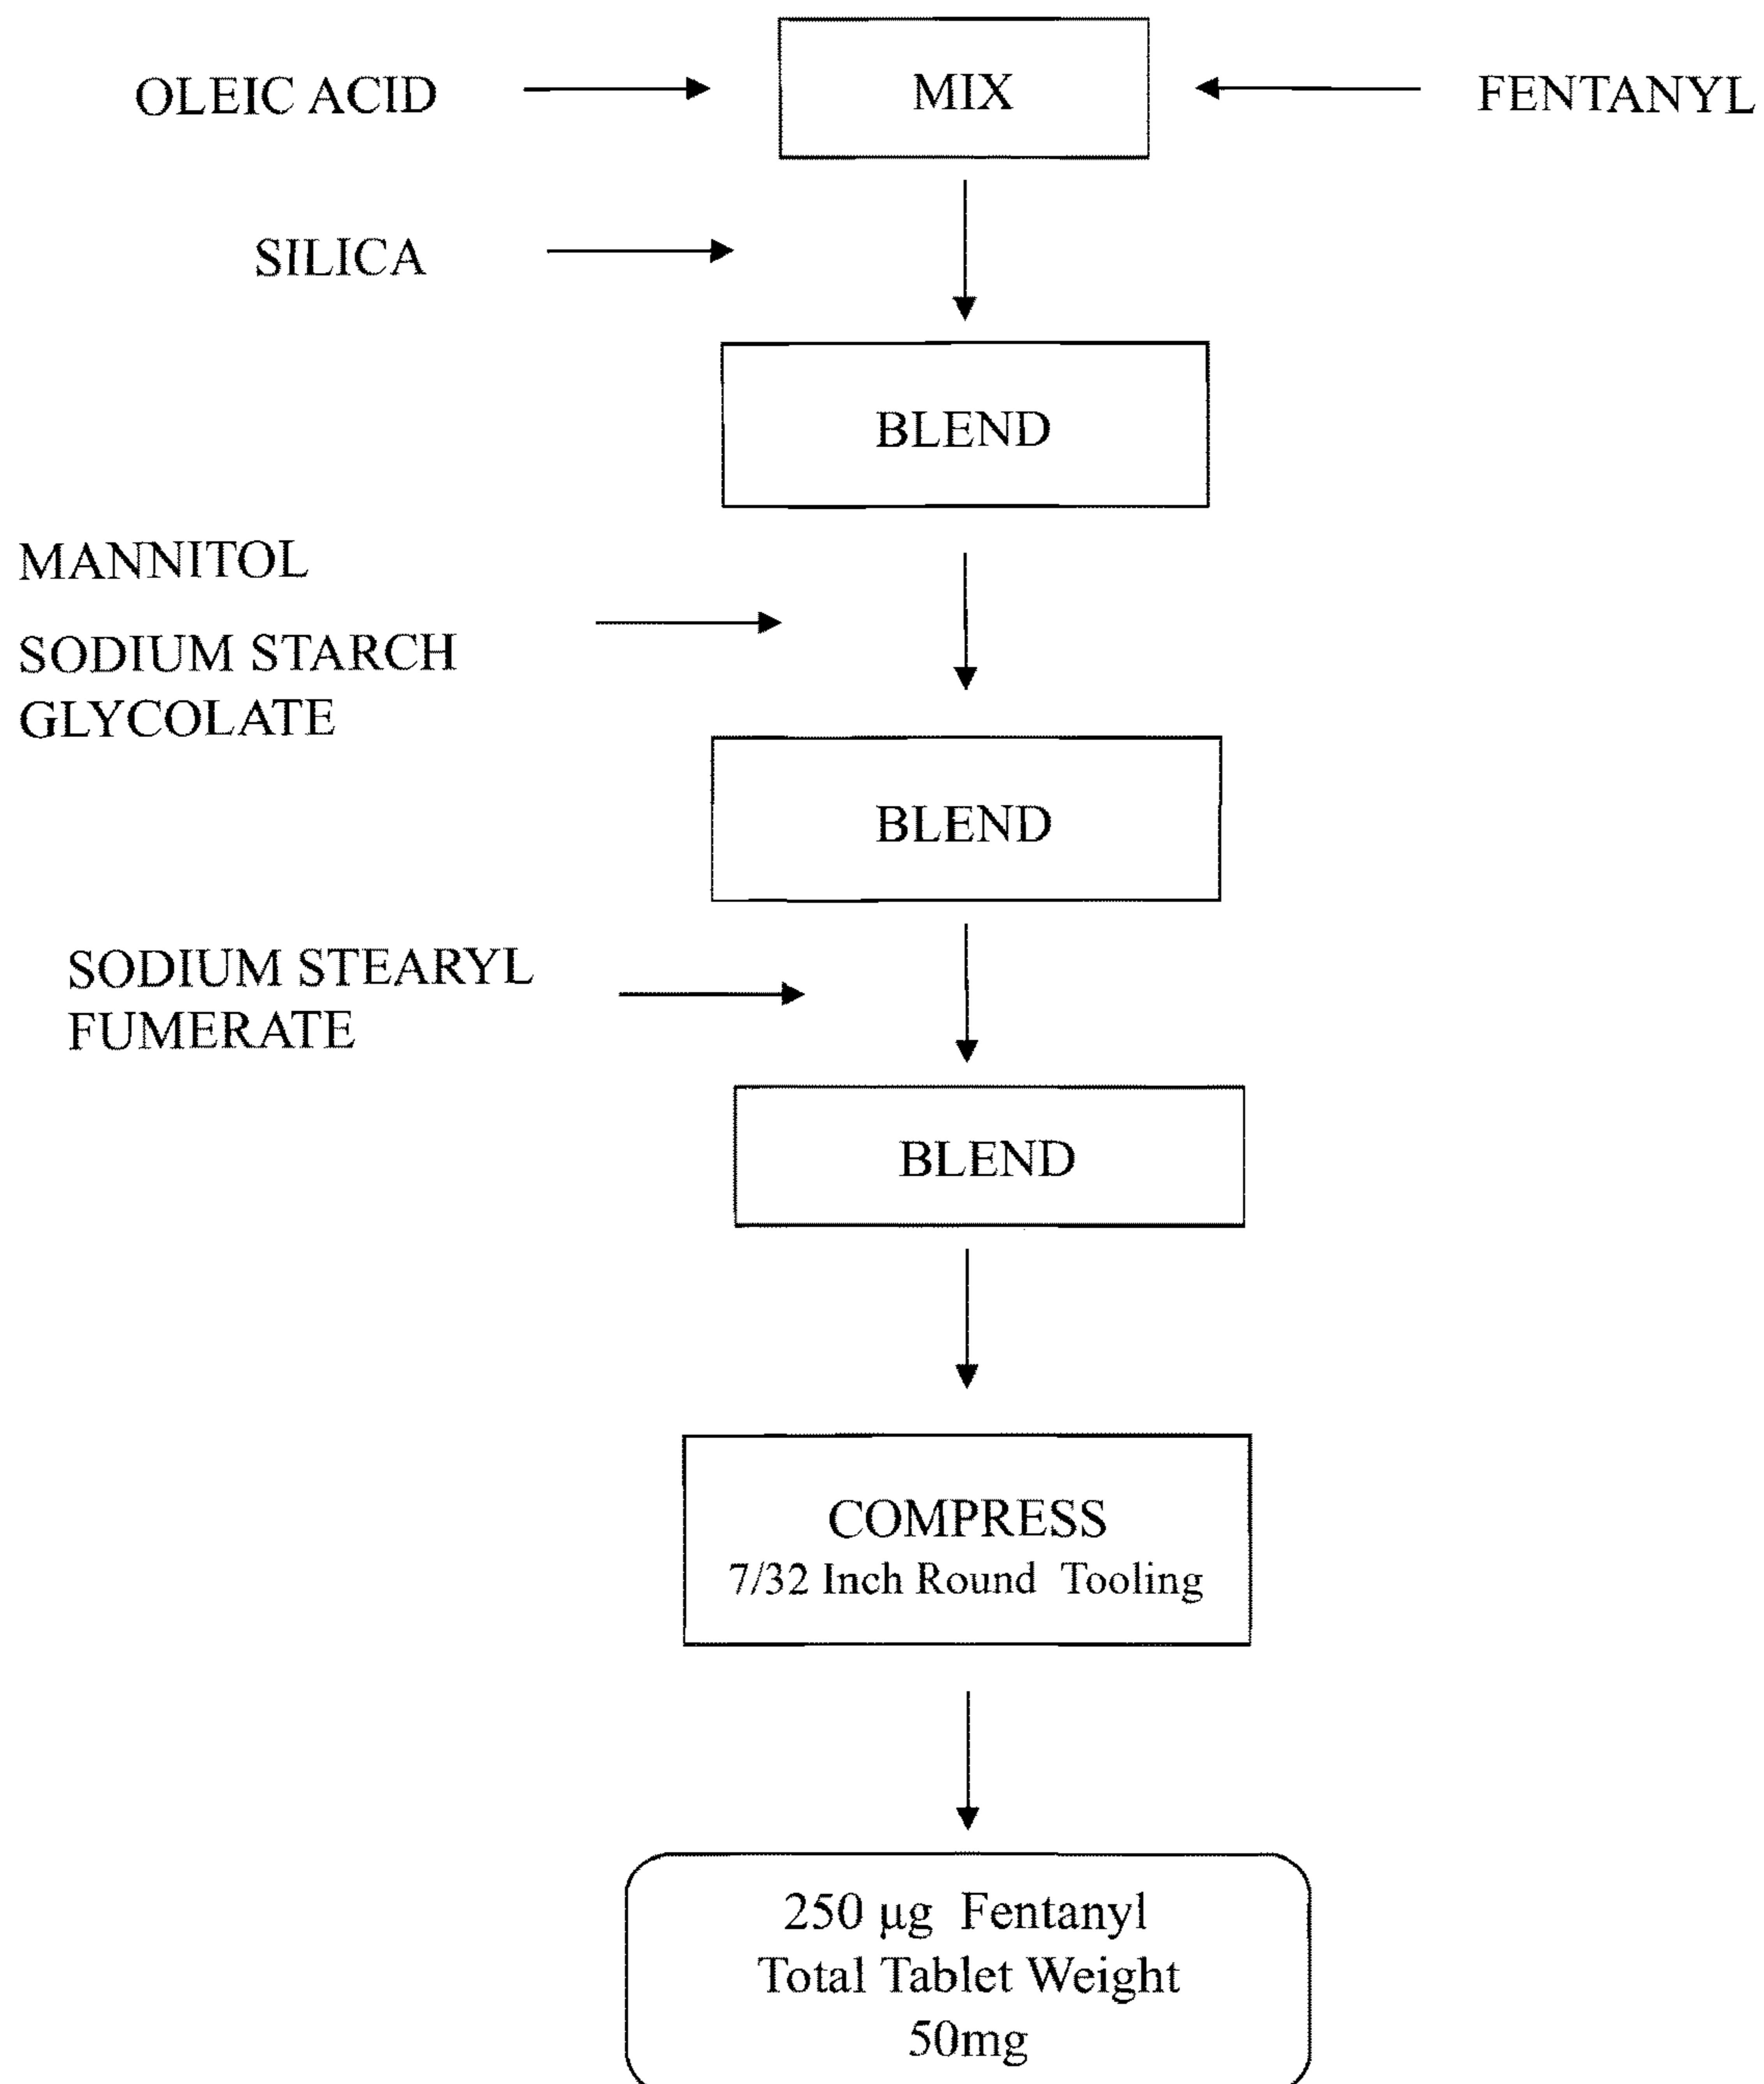 OLEIC ACID
MIX
FENTANYL
SILICA
BLEND
MANNITOL
SODIUM STARCH
GLYCOLATE
BLEND
SODIUM STEARYL
FUMERATE
BLEND
COMPRESS
7/32 Inch Round Tooling
250 µg Fentanyl
Total Tablet Weight
50mg